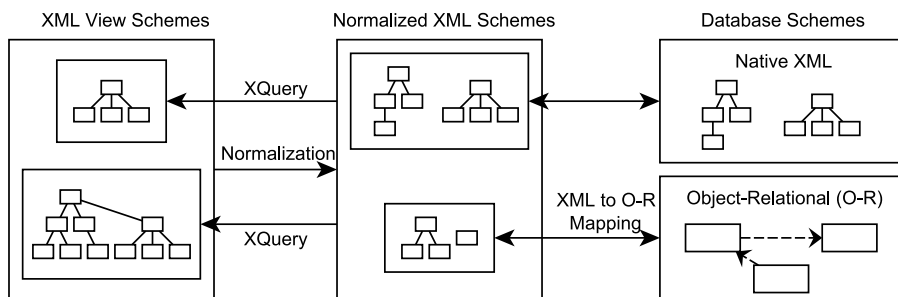 XML View Schemes
Normalized XML Schemes
Database Schemes
Native XML
XQuery
Normalization
XQuery
XML to O-R
Mapping
Object-Relational (O-R)